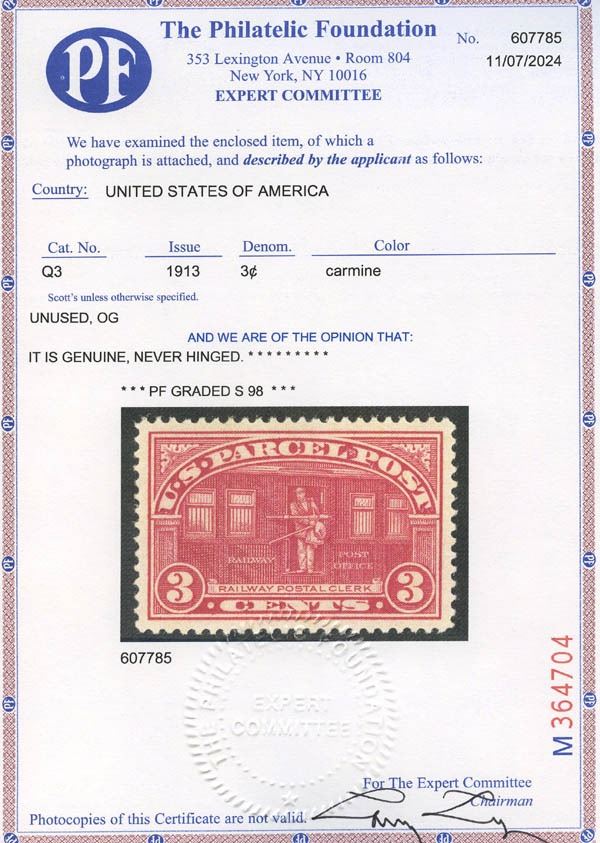 PF
The Philatelic Foundation
No. 607785
353 Lexington Avenue • Room 804
11/07/2024
New York, NY 10016
EXPERT COMMITTEE
We have examined the enclosed item, of which a
photograph is attached, and described by the applicant as follows:
Country: UNITED STATES OF AMERICA
Cat. No. Issue Denom. Color
Q3 1913 3¢ carmine
Scott's unless otherwise specified.
UNUSED, OG
AND WE ARE OF THE OPINION THAT:
IT IS GENUINE, NEVER HINGED. * * * * * * * * *
* * * PF GRADED S 98 * * *
U.S. PARCEL POST
RAILWAY POST
OFFICE
RAILWAY POSTAL CLERK
3 3
• CENTS •
607785
THE PHILATELIC FOUNDATION
EXPERT
COMMITTEE
M 364704
For The Expert Committee
Chairman
Photocopies of this Certificate are not valid.